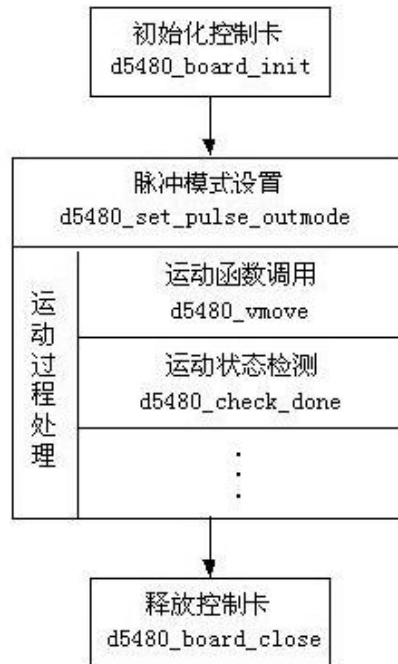 初始化控制卡
d5480_board_init
脉冲模式设置
d5480_set_pulse_outmode
运动过程处理
运动函数调用
d5480_vmove
运动状态检测
d5480_check_done
释放控制卡
d5480_board_close